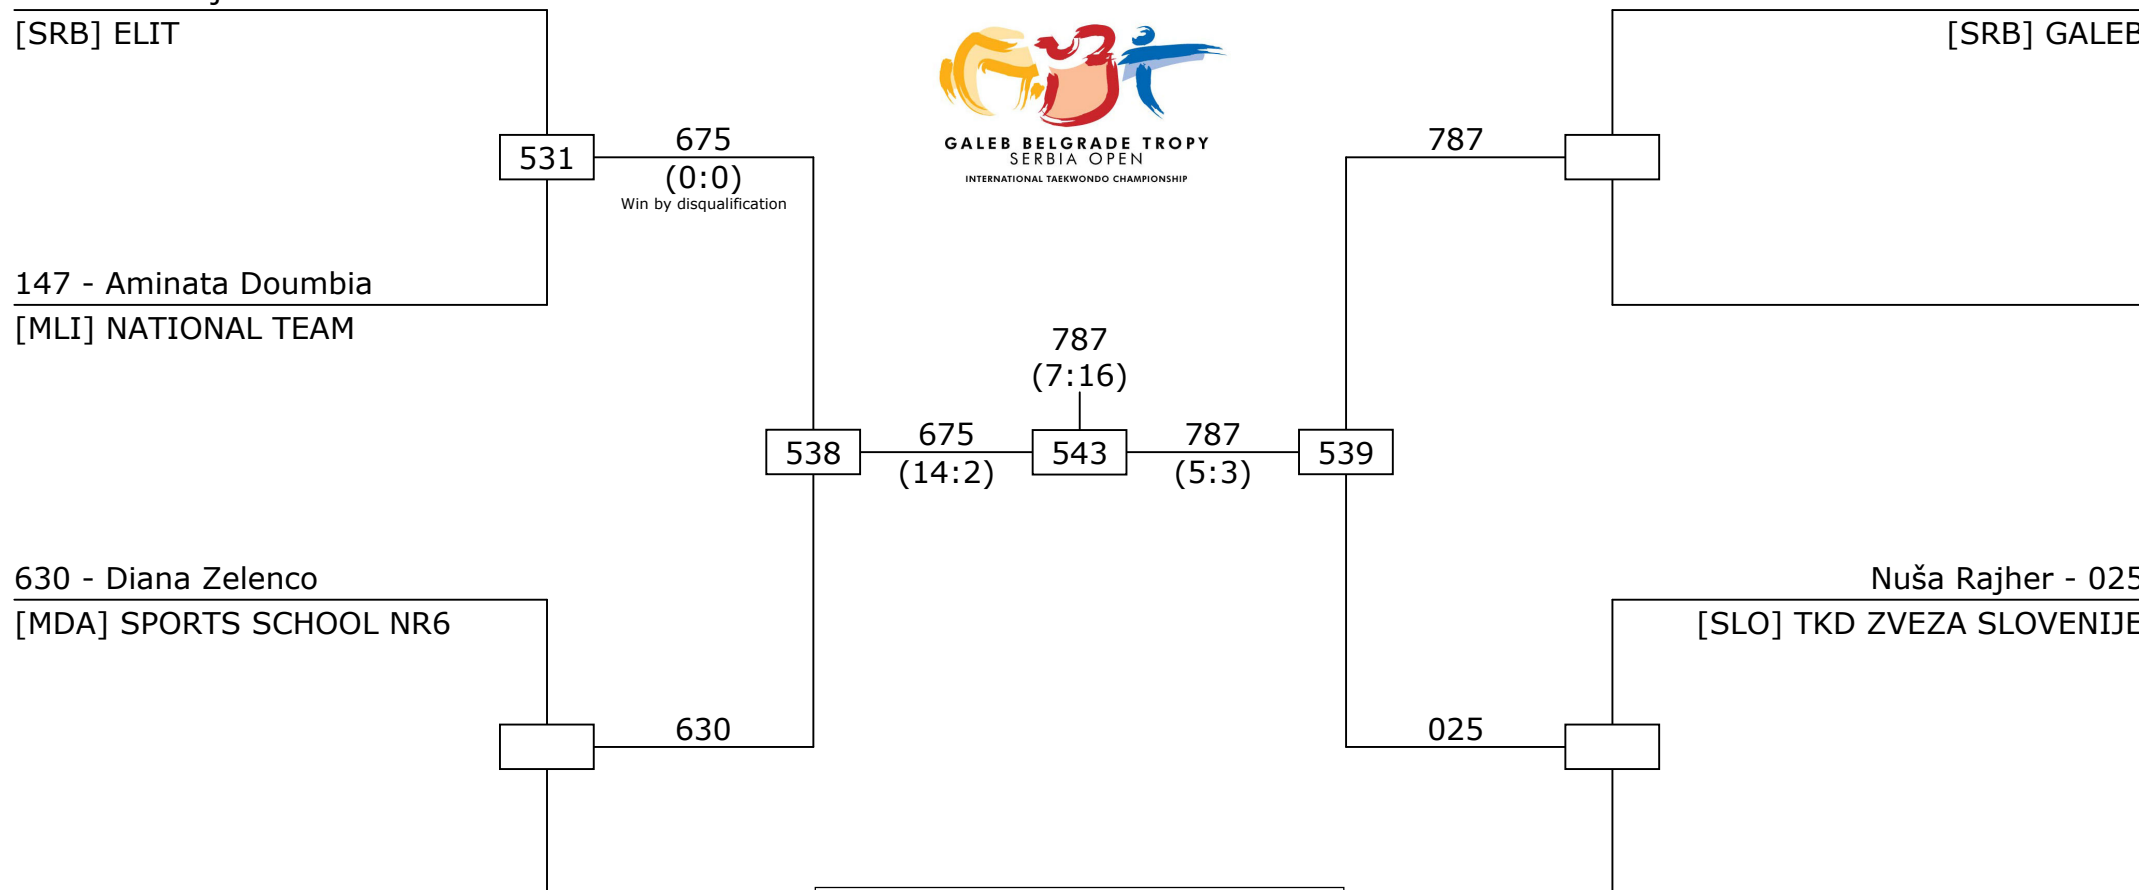 [SRB] ELIT
[SRB] GALEB
GALEB BELGRADE TROPY
SERBIA OPEN
INTERNATIONAL TAEKWONDO CHAMPIONSHIP
531
675
(0:0)
Win by disqualification
787
147 - Aminata Doumbia
[MLI] NATIONAL TEAM
787
(7:16)
538
675
(14:2)
543
787
(5:3)
539
630 - Diana Zelenco
[MDA] SPORTS SCHOOL NR6
Nuša Rajher - 025
[SLO] TKD ZVEZA SLOVENIJE
630
025